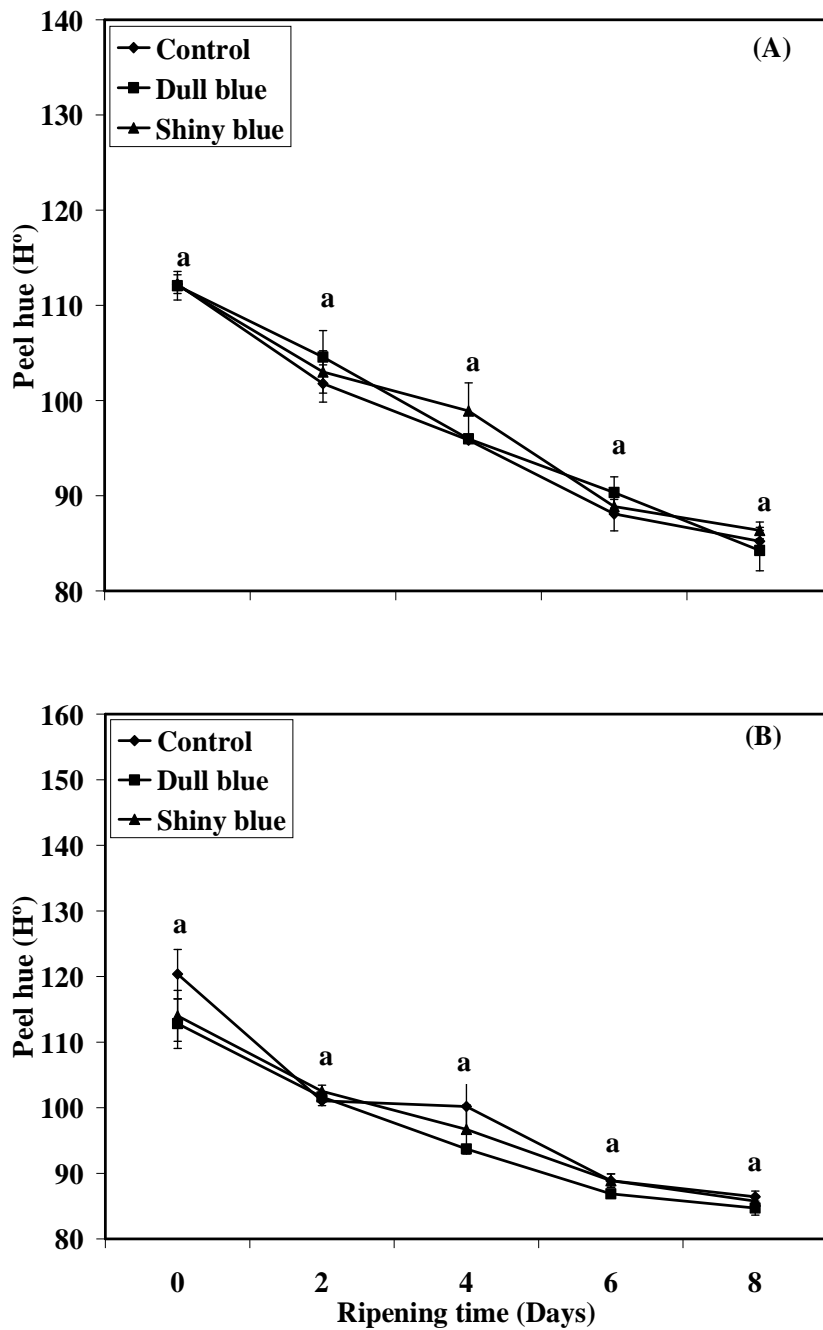 140
(A)
Control
Dull blue
Shiny blue
130
120
110
100
90
80
Peel hue (Hº)
a
a
a
a
a
160
(B)
Control
Dull blue
Shiny blue
150
140
130
120
110
100
90
80
Peel hue (Hº)
a
a
a
a
a
0 2 4 6 8
Ripening time (Days)